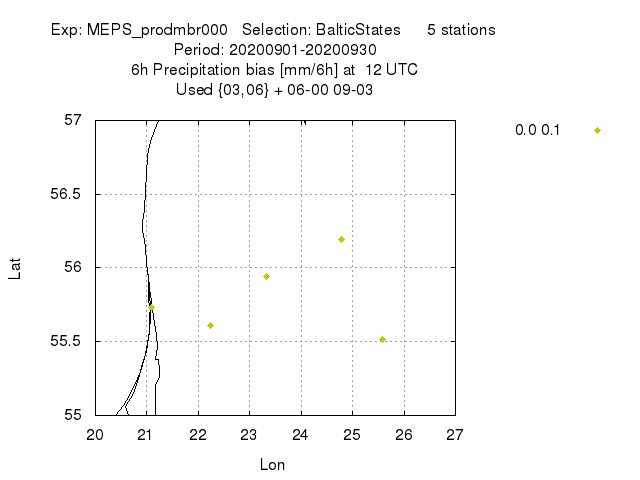 Exp: MEPS_prodmbr000   Selection: BalticStates      5 stations
Period: 20200901-20200930
6h Precipitation bias [mm/6h] at  12 UTC
Used {03,06} + 06-00 09-03
0.0 0.1
57
56.5
56
55.5
55
Lat
20 21 22 23 24 25 26 27
Lon